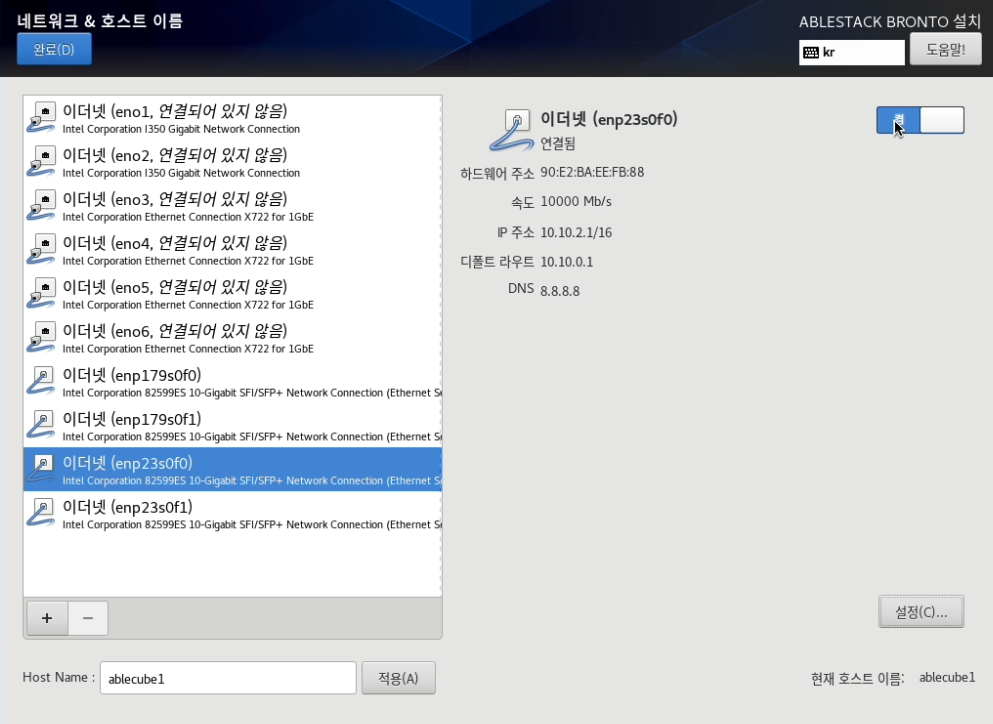 네트워크 & 호스트 이름
ABLESTACK BRONTO 설치
완료(D)
kr
도움말!
이더넷 (eno1, 연결되어 있지 않음)
Intel Corporation I350 Gigabit Network Connection
이더넷 (eno2, 연결되어 있지 않음)
Intel Corporation I350 Gigabit Network Connection
이더넷 (eno3, 연결되어 있지 않음)
Intel Corporation Ethernet Connection X722 for 1GbE
이더넷 (eno4, 연결되어 있지 않음)
Intel Corporation Ethernet Connection X722 for 1GbE
이더넷 (eno5, 연결되어 있지 않음)
Intel Corporation Ethernet Connection X722 for 1GbE
이더넷 (eno6, 연결되어 있지 않음)
Intel Corporation Ethernet Connection X722 for 1GbE
이더넷 (enp179s0f0)
Intel Corporation 82599ES 10-Gigabit SFI/SFP+ Network Connection (Ethernet Se
이더넷 (enp179s0f1)
Intel Corporation 82599ES 10-Gigabit SFI/SFP+ Network Connection (Ethernet Se
이더넷 (enp23s0f0)
Intel Corporation 82599ES 10-Gigabit SFI/SFP+ Network Connection (Ethernet Se
이더넷 (enp23s0f1)
Intel Corporation 82599ES 10-Gigabit SFI/SFP+ Network Connection (Ethernet Se
+ −
이더넷 (enp23s0f0)
연결됨
하드웨어 주소 90:E2:BA:EE:FB:88
속도 10000 Mb/s
IP 주소 10.10.2.1/16
디폴트 라우트 10.10.0.1
DNS 8.8.8.8
설정(C)...
Host Name : ablecube1 적용(A)
현재 호스트 이름: ablecube1